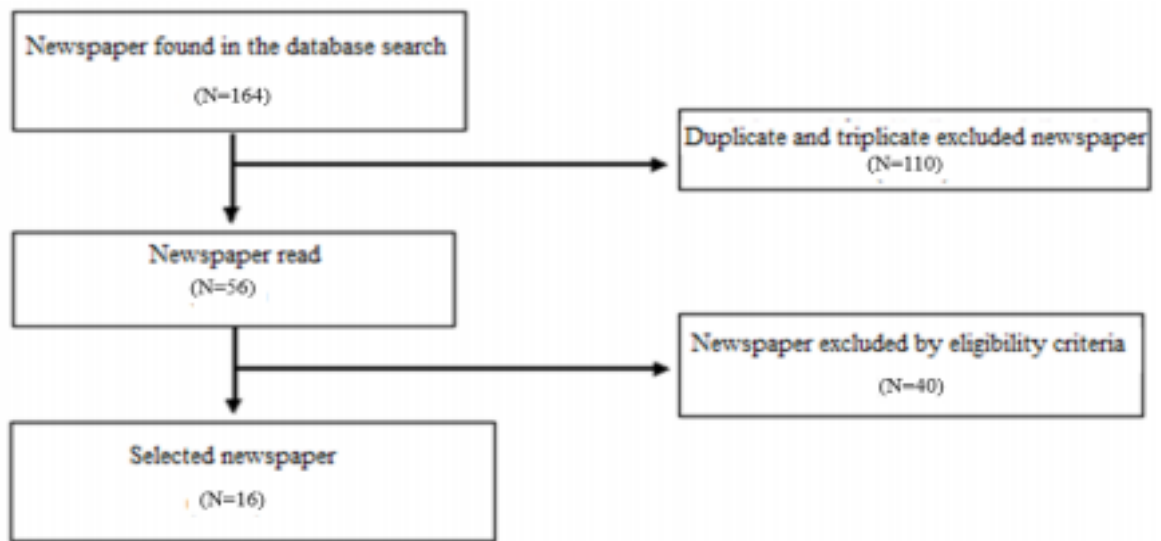 Newspaper found in the database search
(N=164)
Duplicate and triplicate excluded newspaper
(N=110)
Newspaper read
(N=56)
Newspaper excluded by eligibility criteria
(N=40)
Selected newspaper
(N=16)